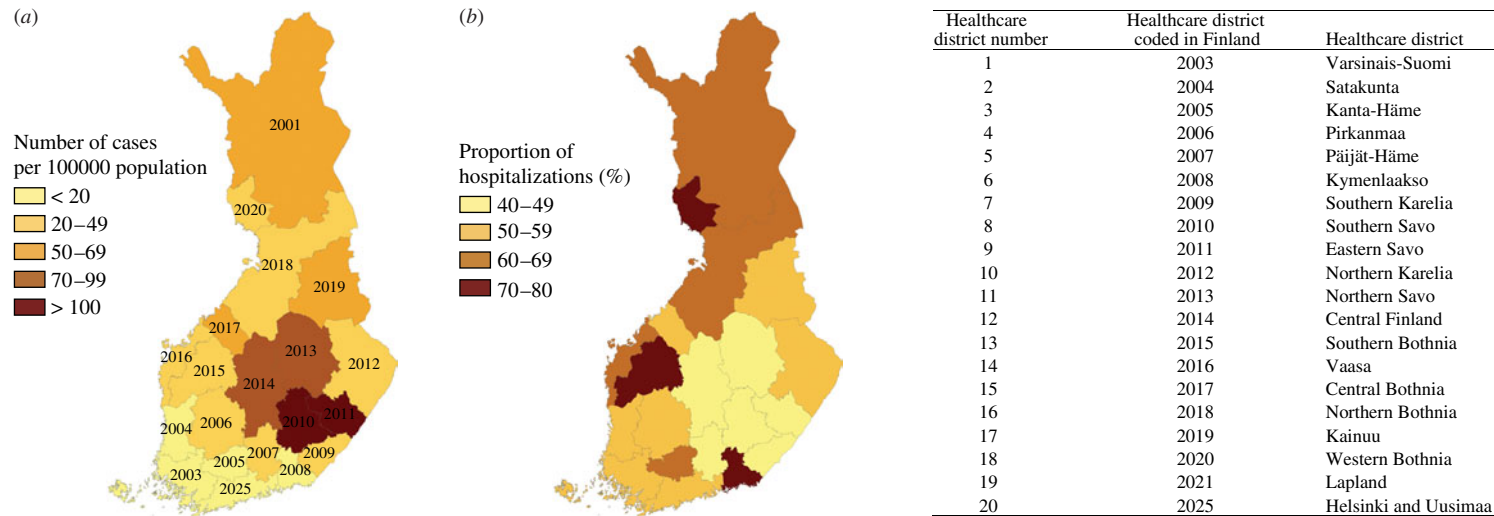 (a)
Number of cases
per 100000 population
< 20
20–49
50–69
70–99
> 100
2001
2020
2018
2019
2017
2016
2015
2013
2012
2014
2011
2010
2006
2004
2007
2009
2005
2008
2003
2025
(b)
Proportion of
hospitalizations (%)
40–49
50–59
60–69
70–80
Healthcare district number Healthcare district coded in Finland Healthcare district
1 2003 Varsinais-Suomi
2 2004 Satakunta
3 2005 Kanta-Häme
4 2006 Pirkanmaa
5 2007 Päijät-Häme
6 2008 Kymenlaakso
7 2009 Southern Karelia
8 2010 Southern Savo
9 2011 Eastern Savo
10 2012 Northern Karelia
11 2013 Northern Savo
12 2014 Central Finland
13 2015 Southern Bothnia
14 2016 Vaasa
15 2017 Central Bothnia
16 2018 Northern Bothnia
17 2019 Kainuu
18 2020 Western Bothnia
19 2021 Lapland
20 2025 Helsinki and Uusimaa